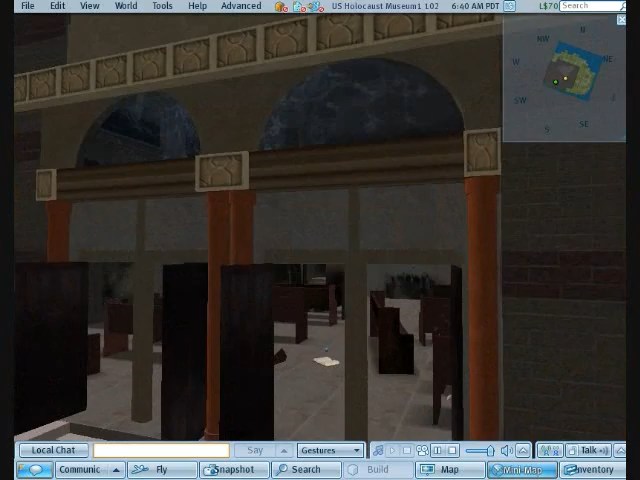 File Edit View World Tools Help Advanced US Holocaust Museum1 102 6:40 AM PDT L$70 Search
N
NW NE
W E
SW
SE
S
Local Chat Say Gestures Talk
Communic Fly Snapshot Search Build Map Mini-Map Inventory